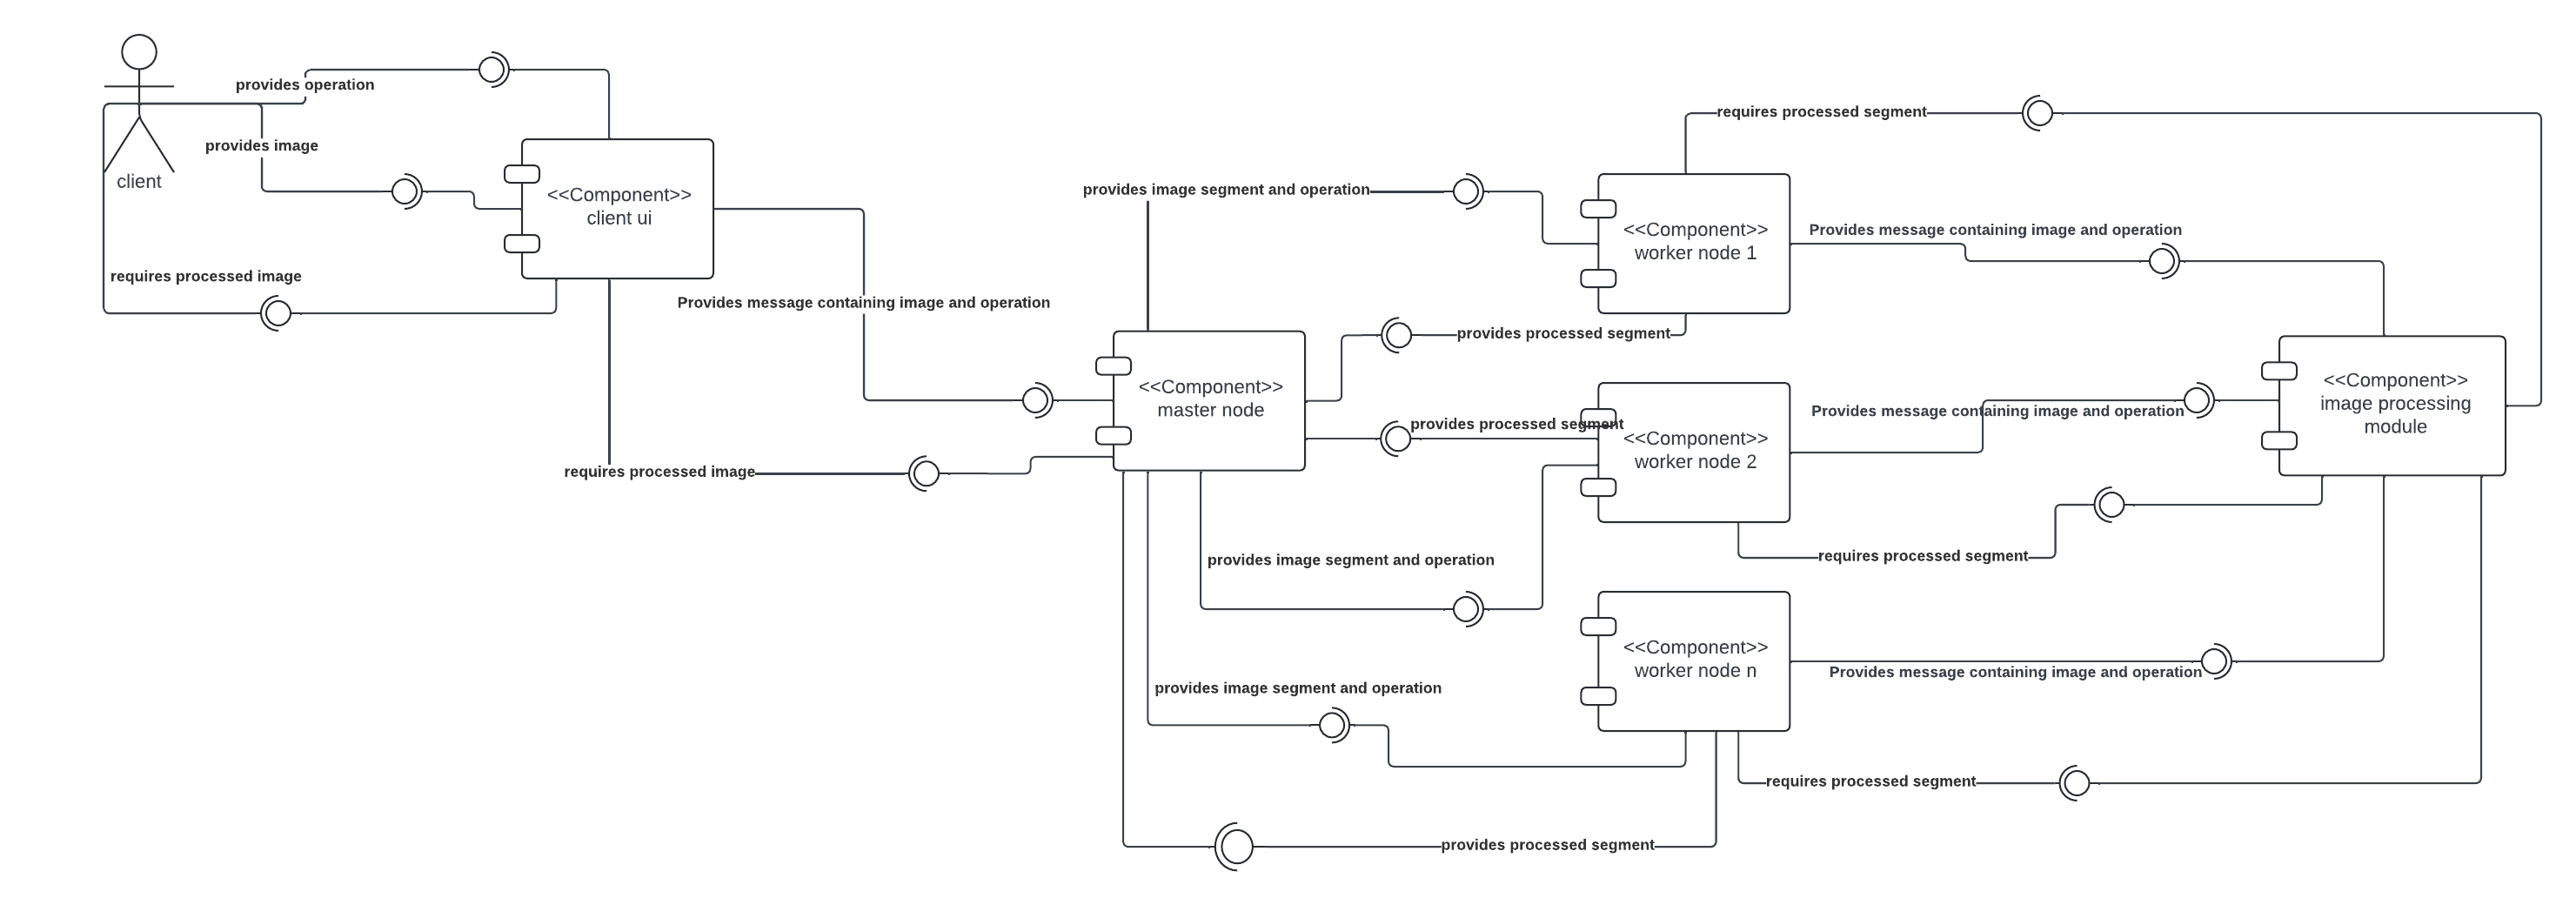 provides operation
provides image
client
requires processed image
<<Component>>
client ui
Provides message containing image and operation
requires processed image
provides image segment and operation
<<Component>>
master node
provides processed segment
provides processed segment
provides image segment and operation
provides image segment and operation
provides processed segment
requires processed segment
<<Component>>
worker node 1
Provides message containing image and operation
<<Component>>
worker node 2
Provides message containing image and operation
requires processed segment
<<Component>>
worker node n
Provides message containing image and operation
requires processed segment
<<Component>>
image processing
module